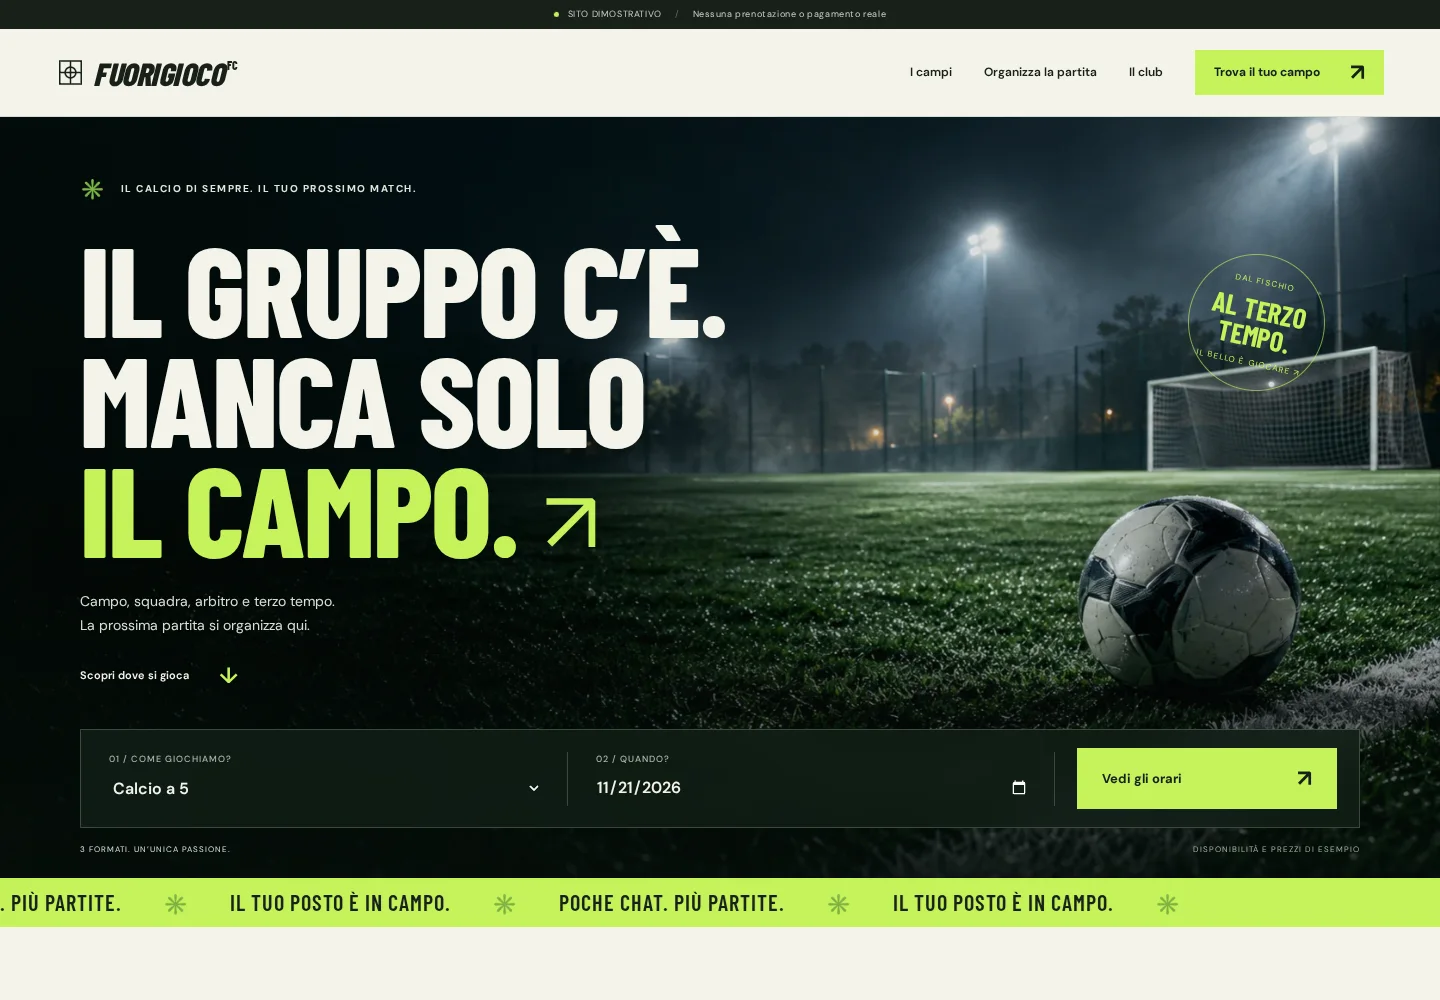 SITO DIMOSTRATIVO / Nessuna prenotazione o pagamento reale
FUORIGIOCO FC
I campi
Organizza la partita
Il club
Trova il tuo campo
IL CALCIO DI SEMPRE. IL TUO PROSSIMO MATCH.
IL GRUPPO C'È.
MANCA SOLO
IL CAMPO.
DAL FISCHIO
AL TERZO
TEMPO.
IL BELLO È GIOCARE ↗
Campo, squadra, arbitro e terzo tempo.
La prossima partita si organizza qui.
Scopri dove si gioca
01 / COME GIOCHIAMO?
Calcio a 5
02 / QUANDO?
11/21/2026
Vedi gli orari
3 FORMATI. UN'UNICA PASSIONE.
DISPONIBILITÀ E PREZZI DI ESEMPIO
. PIÙ PARTITE. IL TUO POSTO È IN CAMPO. POCHE CHAT. PIÙ PARTITE. IL TUO POSTO È IN CAMPO.